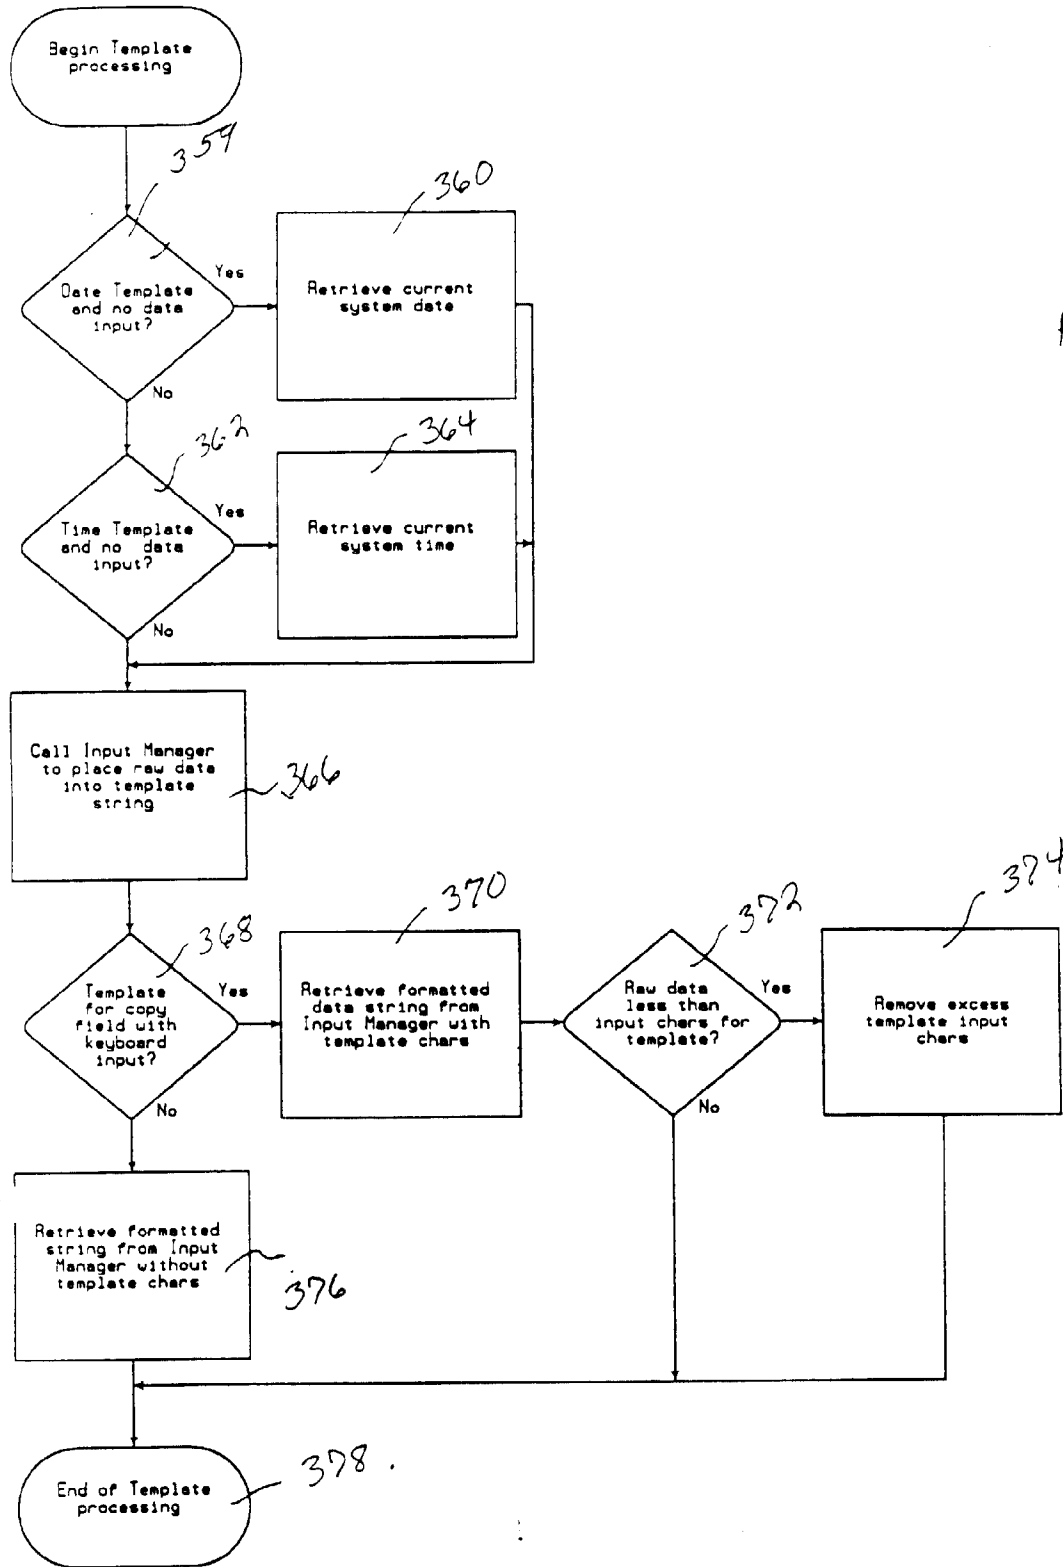 Begin Template
processing
359
360
Date Template
and no data
input?
Yes
Retrieve current
system date
No
362
364
Time Template
and no data
input?
Yes
Retrieve current
system time
No
Call Input Manager
to place raw data
into template
string
366
368
370
372
374
Template
for copy
field with
keyboard
input?
Yes
Retrieve formatted
data string from
Input Manager with
template chars
Raw data
less than
input chars for
template?
Yes
Remove excess
template input
chars
No
No
Retrieve formatted
string from Input
Manager without
template chars
376
End of Template
processing
378.